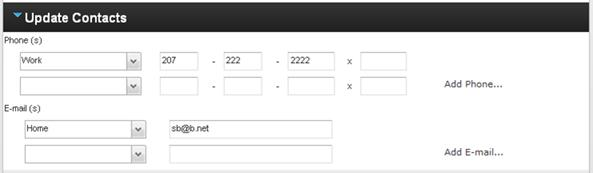 Update Contacts
Phone (s)
Work 207 - 222 - 2222 x
- - - x Add Phone...
E-mail (s)
Home sb@b.net
Add E-mail...